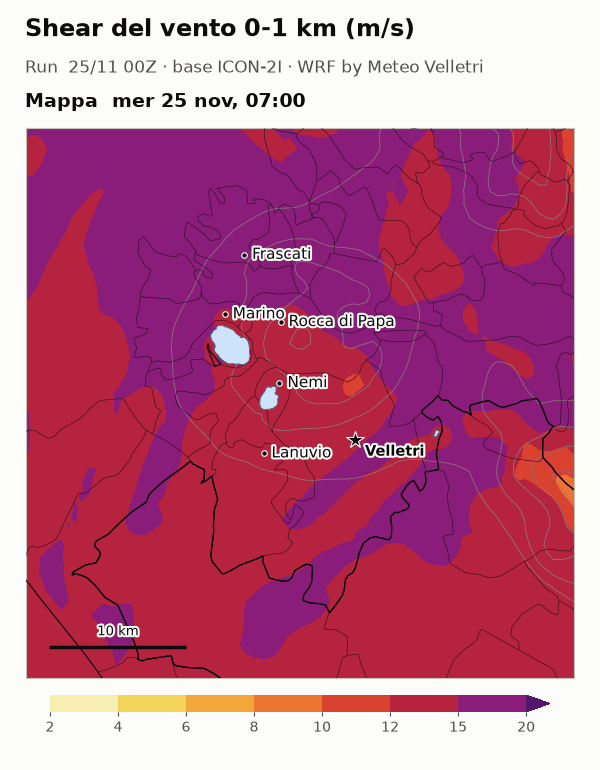 Shear del vento 0-1 km (m/s)
Run  25/11 00Z · base ICON-2I · WRF by Meteo Velletri
Mappa  mer 25 nov, 07:00
Frascati
Marino
Rocca di Papa
Nemi
Velletri
Lanuvio
10 km
2 4 6 8 10 12 15 20